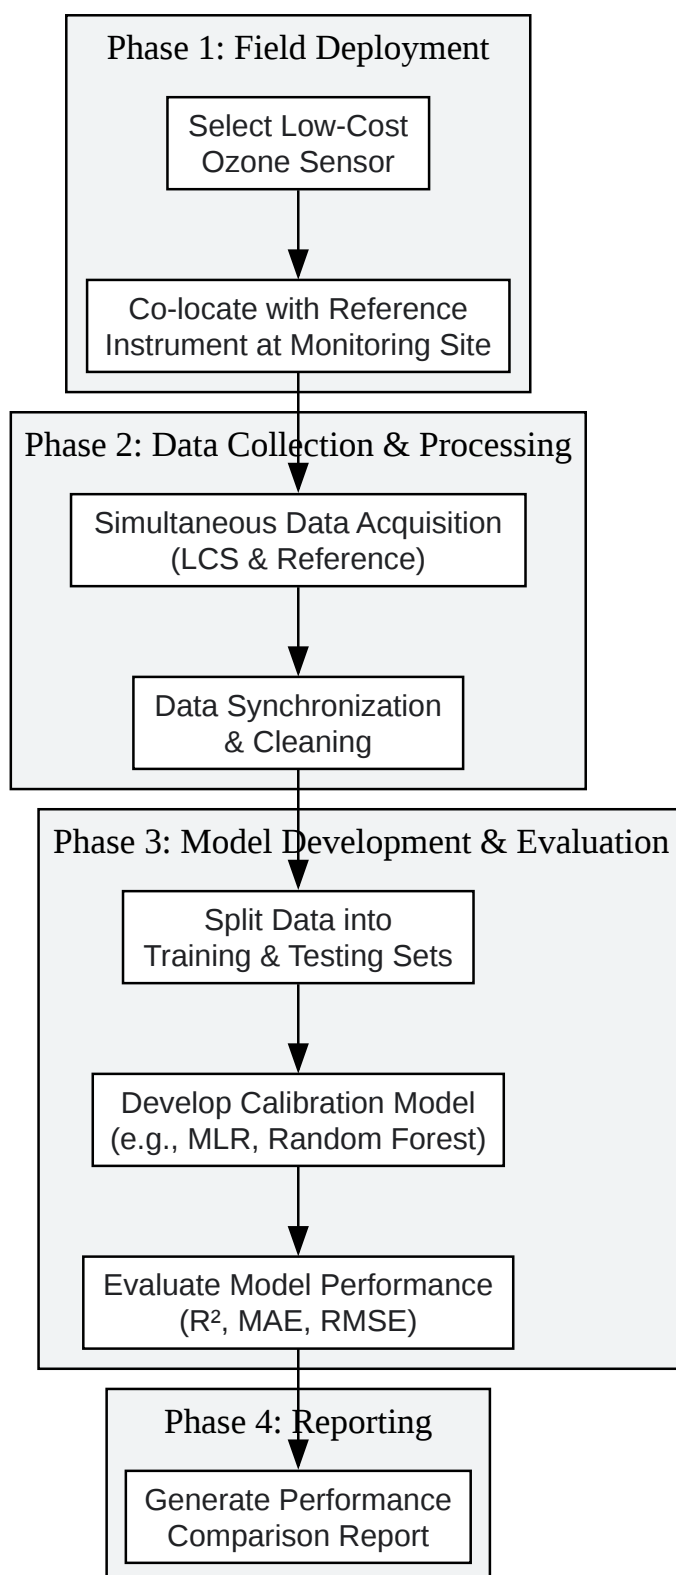 Phase 1: Field Deployment
Select Low-Cost
Ozone Sensor
Co-locate with Reference
Instrument at Monitoring Site
Phase 2: Data Collection & Processing
Simultaneous Data Acquisition
(LCS & Reference)
Data Synchronization
& Cleaning
Phase 3: Model Development & Evaluation
Split Data into
Training & Testing Sets
Develop Calibration Model
(e.g., MLR, Random Forest)
Evaluate Model Performance
(R², MAE, RMSE)
Phase 4: Reporting
Generate Performance
Comparison Report